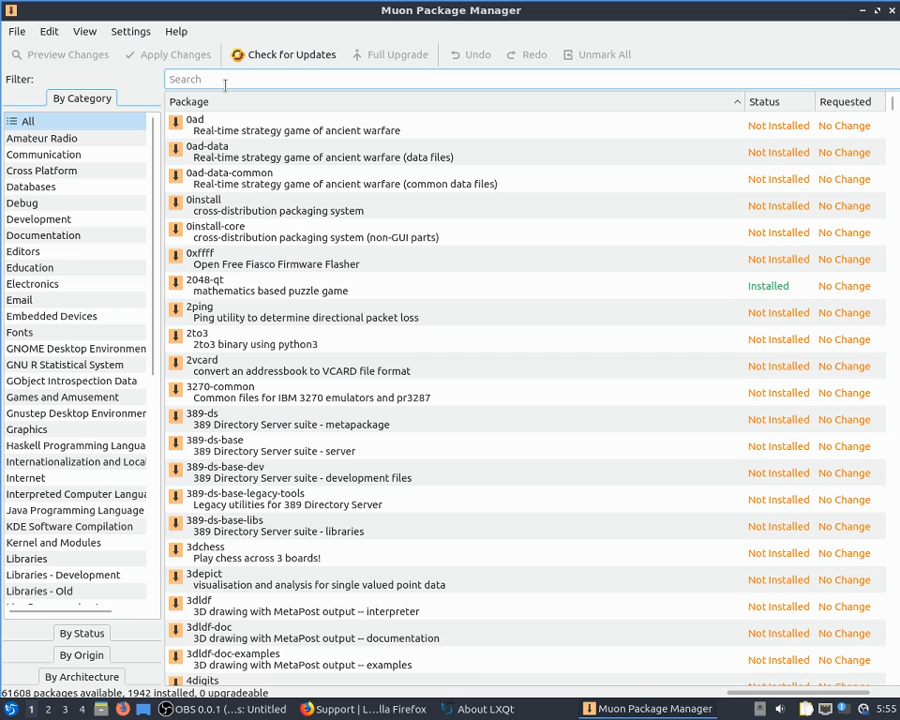 Muon Package Manager
File Edit View Settings Help
Preview Changes Apply Changes Check for Updates Full Upgrade Undo Redo Unmark All
Filter: Search
By Category
All
Amateur Radio
Communication
Cross Platform
Databases
Debug
Development
Documentation
Editors
Education
Electronics
Email
Embedded Devices
Fonts
GNOME Desktop Environmen
GNU R Statistical System
GObject Introspection Data
Games and Amusement
Gnustep Desktop Environmer
Graphics
Haskell Programming Langua
Internationalization and Loca
Internet
Interpreted Computer Langu
Java Programming Language
KDE Software Compilation
Kernel and Modules
Libraries
Libraries - Development
Libraries - Old
By Status
By Origin
By Architecture
Package Status Requested
0ad
Real-time strategy game of ancient warfare Not Installed No Change
0ad-data
Real-time strategy game of ancient warfare (data files) Not Installed No Change
0ad-data-common
Real-time strategy game of ancient warfare (common data files) Not Installed No Change
0install
cross-distribution packaging system Not Installed No Change
0install-core
cross-distribution packaging system (non-GUI parts) Not Installed No Change
0xffff
Open Free Fiasco Firmware Flasher Not Installed No Change
2048-qt
mathematics based puzzle game Installed No Change
2ping
Ping utility to determine directional packet loss Not Installed No Change
2to3
2to3 binary using python3 Not Installed No Change
2vcard
convert an addressbook to VCARD file format Not Installed No Change
3270-common
Common files for IBM 3270 emulators and pr3287 Not Installed No Change
389-ds
389 Directory Server suite - metapackage Not Installed No Change
389-ds-base
389 Directory Server suite - server Not Installed No Change
389-ds-base-dev
389 Directory Server suite - development files Not Installed No Change
389-ds-base-legacy-tools
Legacy utilities for 389 Directory Server Not Installed No Change
389-ds-base-libs
389 Directory Server suite - libraries Not Installed No Change
3dchess
Play chess across 3 boards! Not Installed No Change
3depict
visualisation and analysis for single valued point data Not Installed No Change
3dldf
3D drawing with MetaPost output -- interpreter Not Installed No Change
3dldf-doc
3D drawing with MetaPost output -- documentation Not Installed No Change
3dldf-doc-examples
3D drawing with MetaPost output -- examples Not Installed No Change
4digits
61608 packages available, 1942 installed, 0 upgradeable
1 2 3 4 OBS 0.0.1 (...s: Untitled Support | L...lla Firefox About LXQt Muon Package Manager 5:55